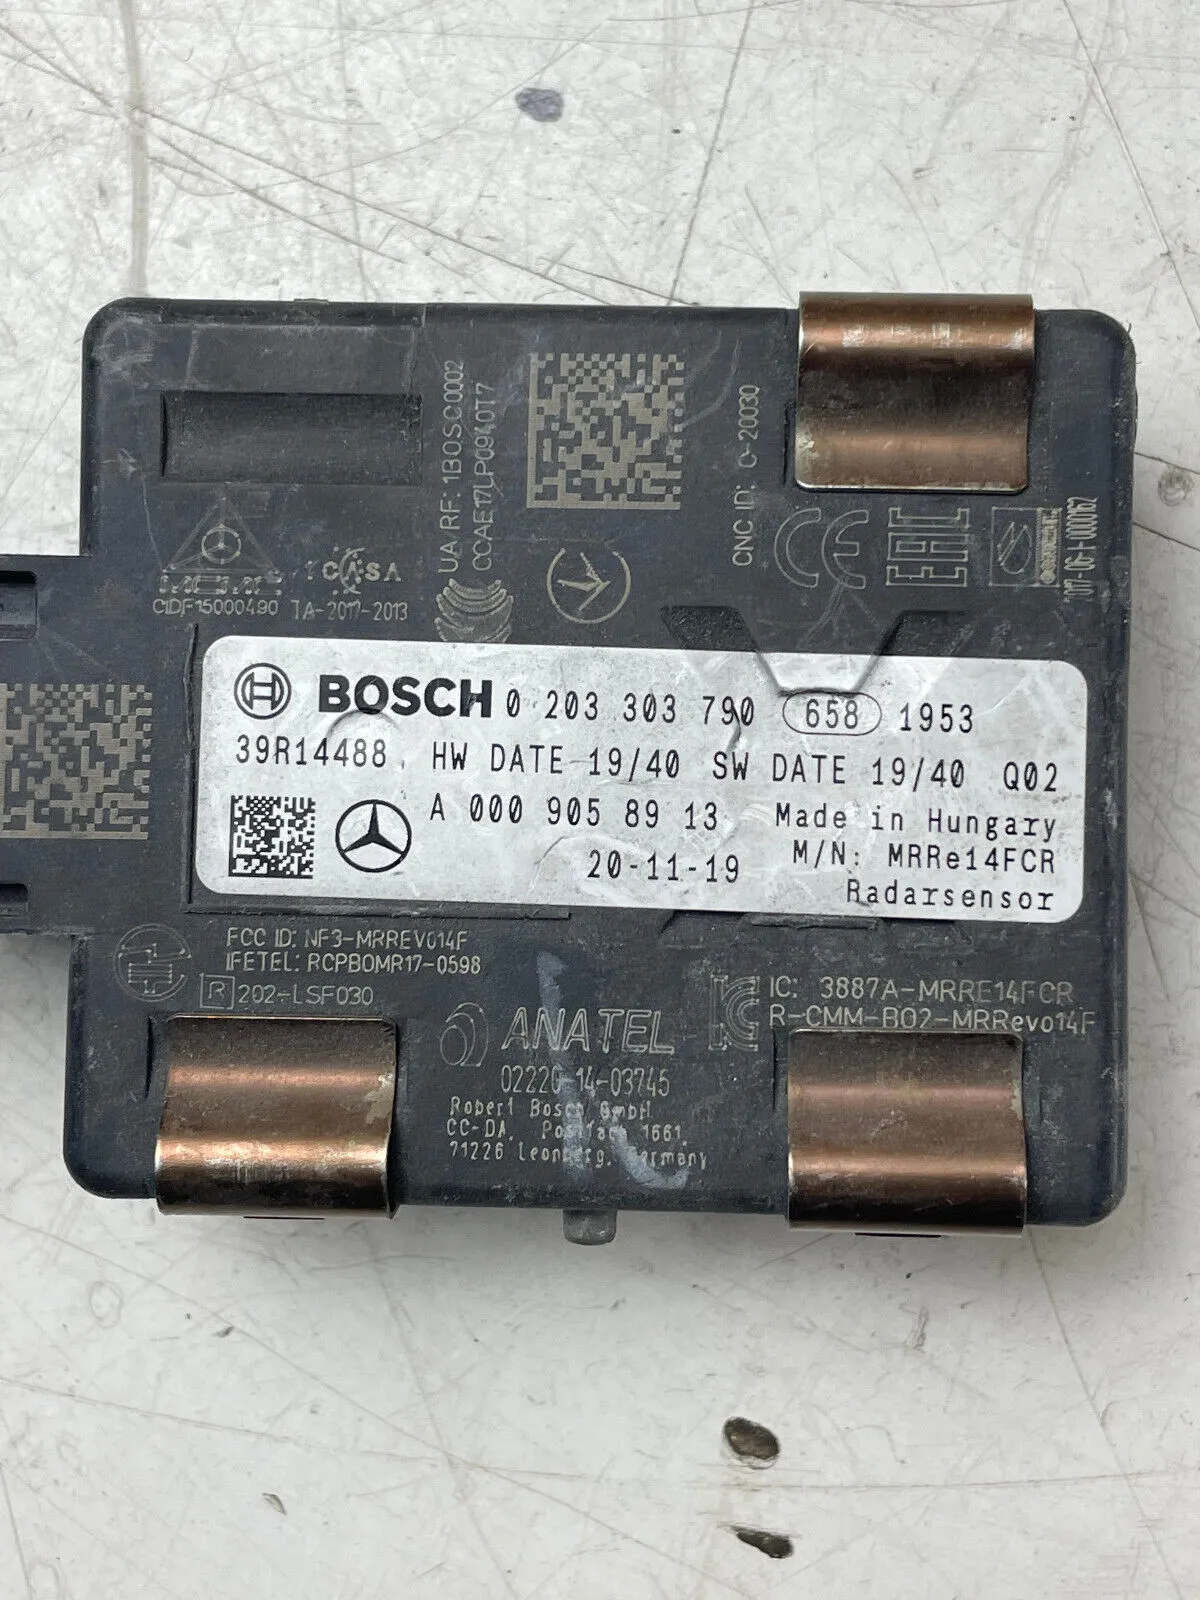 UA RF: 1BOSC0002
CCAE17LP0940T7
CNC ID: C-20030
CE
EAC
CIDF15000490
ICASA
TA-2017-2013
BOSCH 0 203 303 790 658 1953
39R14488 HW DATE 19/40 SW DATE 19/40 Q02
A 000 905 89 13 Made in Hungary
20-11-19 M/N: MRRe14FCR
Radarsensor
FCC ID: NF3-MRREVO14F
IFETEL: RCPBOMR17-0598
R 202-LSF030
IC: 3887A-MRRE14FCR
R-CMM-BO2-MRRevo14F
ANATEL
02220-14-03745
Robert Bosch GmbH
CC-DA, Postfach 1661,
71226 Leonberg, Germany